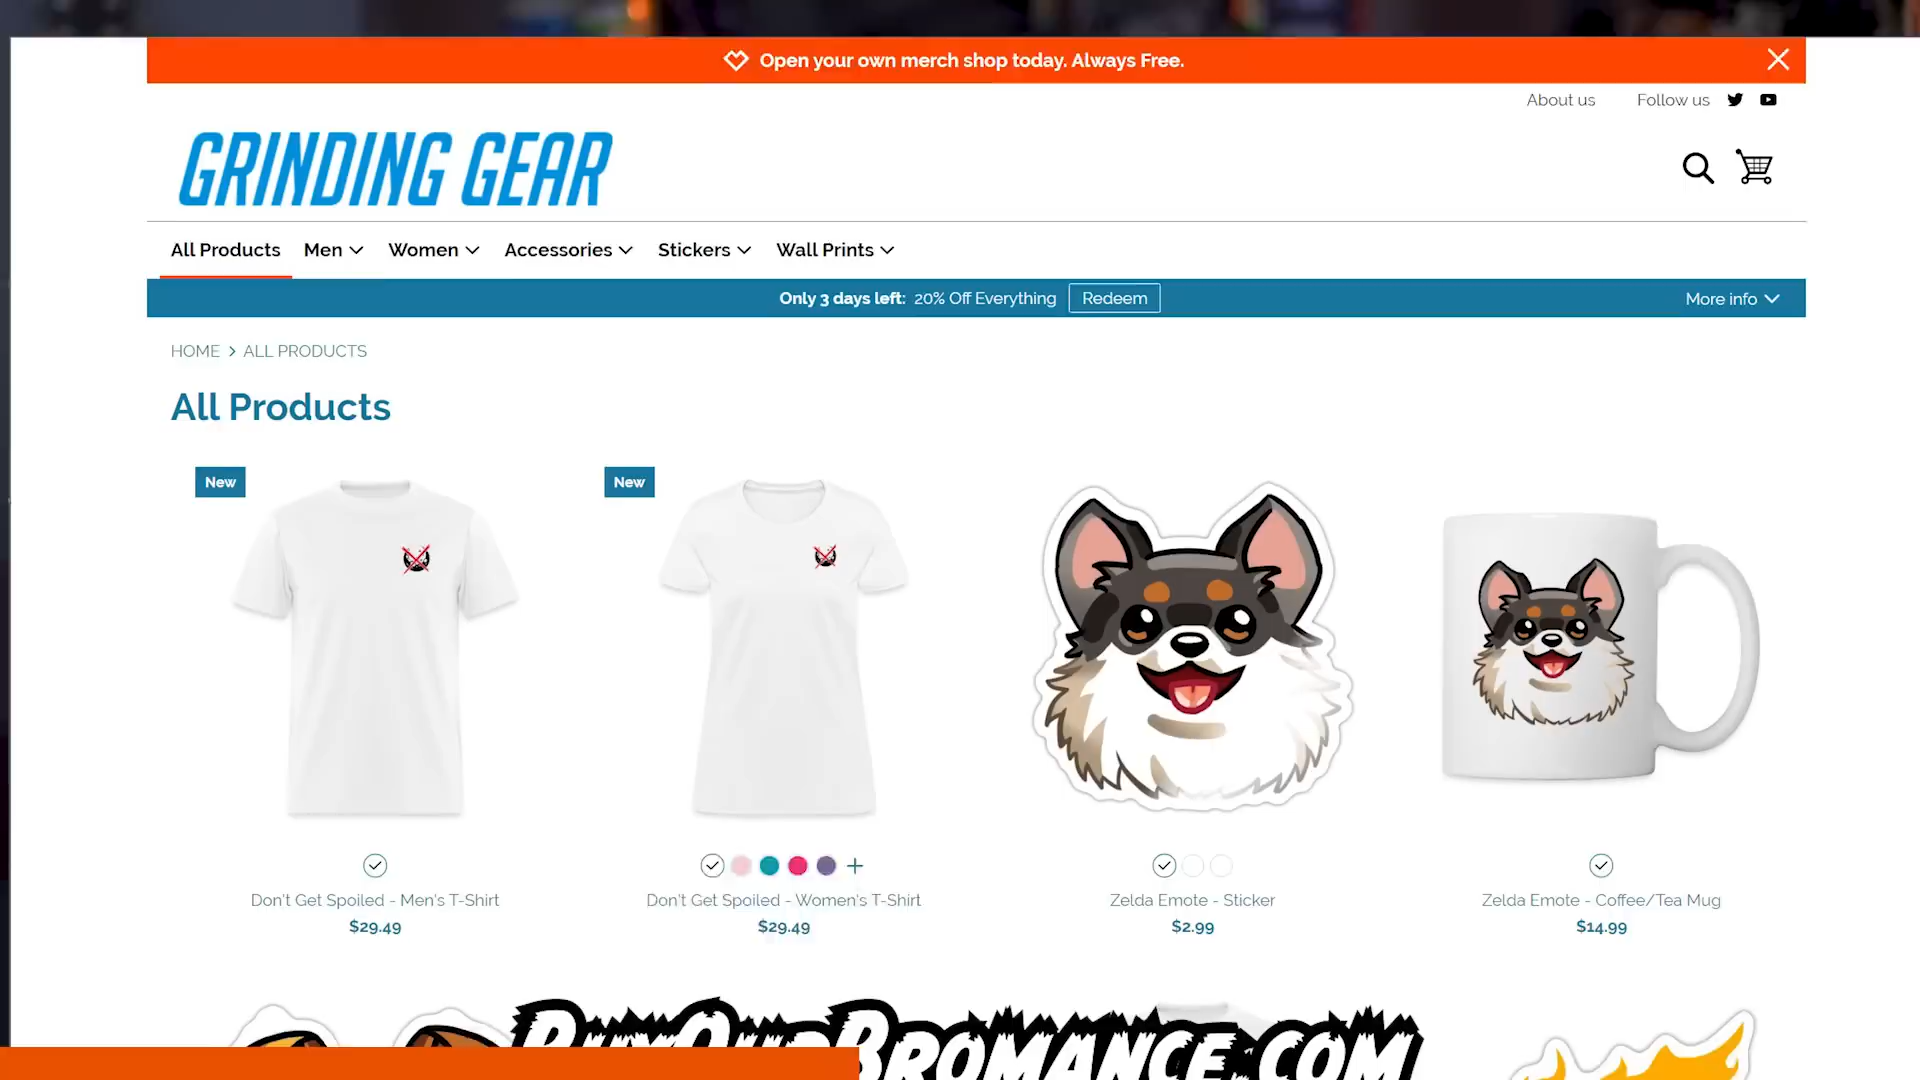 Open your own merch shop today. Always Free.
About us
Follow us
GRINDING GEAR
All Products
Men
Women
Accessories
Stickers
Wall Prints
Only 3 days left: 20% Off Everything
Redeem
More info
HOME > ALL PRODUCTS
All Products
New
New
Don't Get Spoiled - Men's T-Shirt
$29.49
Don't Get Spoiled - Women's T-Shirt
$29.49
Zelda Emote - Sticker
$2.99
Zelda Emote - Coffee/Tea Mug
$14.99
BuyOurBromance.com